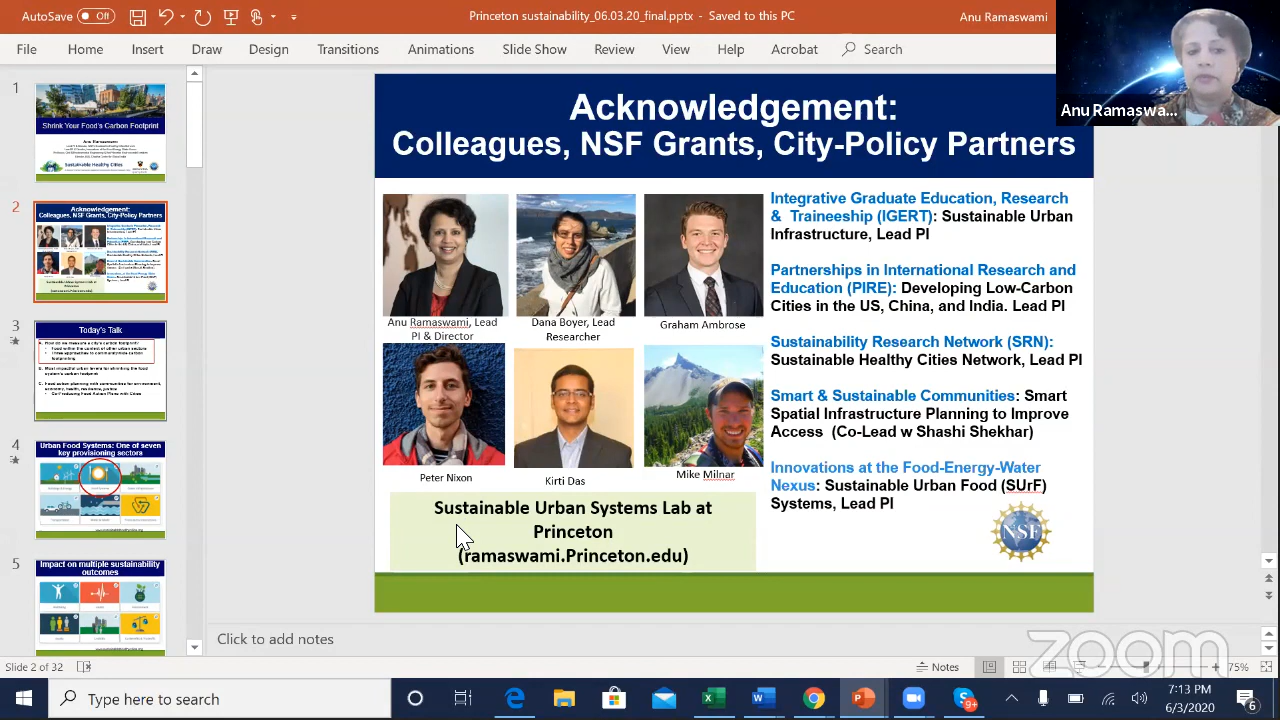 AutoSave Off
Princeton sustainability_06.03.20_final.pptx - Saved to this PC
Anu Ramaswami
File Home Insert Draw Design Transitions Animations Slide Show Review View Help Acrobat Search
Anu Ramaswa...
1
Shrink Your Food's Carbon Footprint
Anu Ramaswami
Sustainable Healthy Cities
2
Acknowledgement:
Colleagues, NSF Grants, City-Policy Partners
Today's Talk
4
Urban Food Systems: One of seven
key provisioning sectors
5
Impact on multiple sustainability
outcomes
Acknowledgement:
Colleagues, NSF Grants, City-Policy Partners
Anu Ramaswami, Lead
PI & Director
Dana Boyer, Lead
Researcher
Graham Ambrose
Peter Nixon
Kirti Das
Mike Milnar
Sustainable Urban Systems Lab at
Princeton
(ramaswami.Princeton.edu)
Integrative Graduate Education, Research
& Traineeship (IGERT): Sustainable Urban
Infrastructure, Lead PI
Partnerships in International Research and
Education (PIRE): Developing Low-Carbon
Cities in the US, China, and India. Lead PI
Sustainability Research Network (SRN):
Sustainable Healthy Cities Network, Lead PI
Smart & Sustainable Communities: Smart
Spatial Infrastructure Planning to Improve
Access (Co-Lead w Shashi Shekhar)
Innovations at the Food-Energy-Water
Nexus: Sustainable Urban Food (SUrF)
Systems, Lead PI
NSF
Click to add notes
zoom
Slide 2 of 32
Notes
75%
Type here to search
9+
7:13 PM
6/3/2020
6